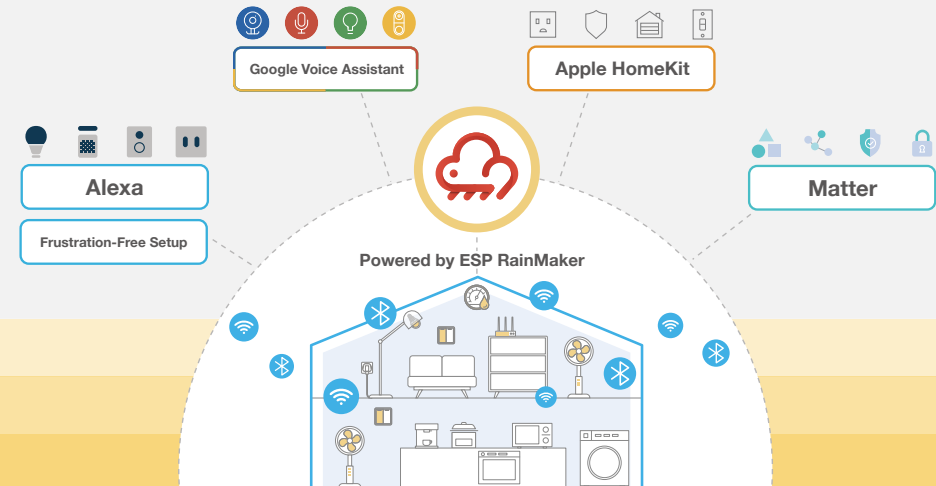 Google Voice Assistant
Apple HomeKit
Alexa
Frustration-Free Setup
Matter
Powered by ESP RainMaker